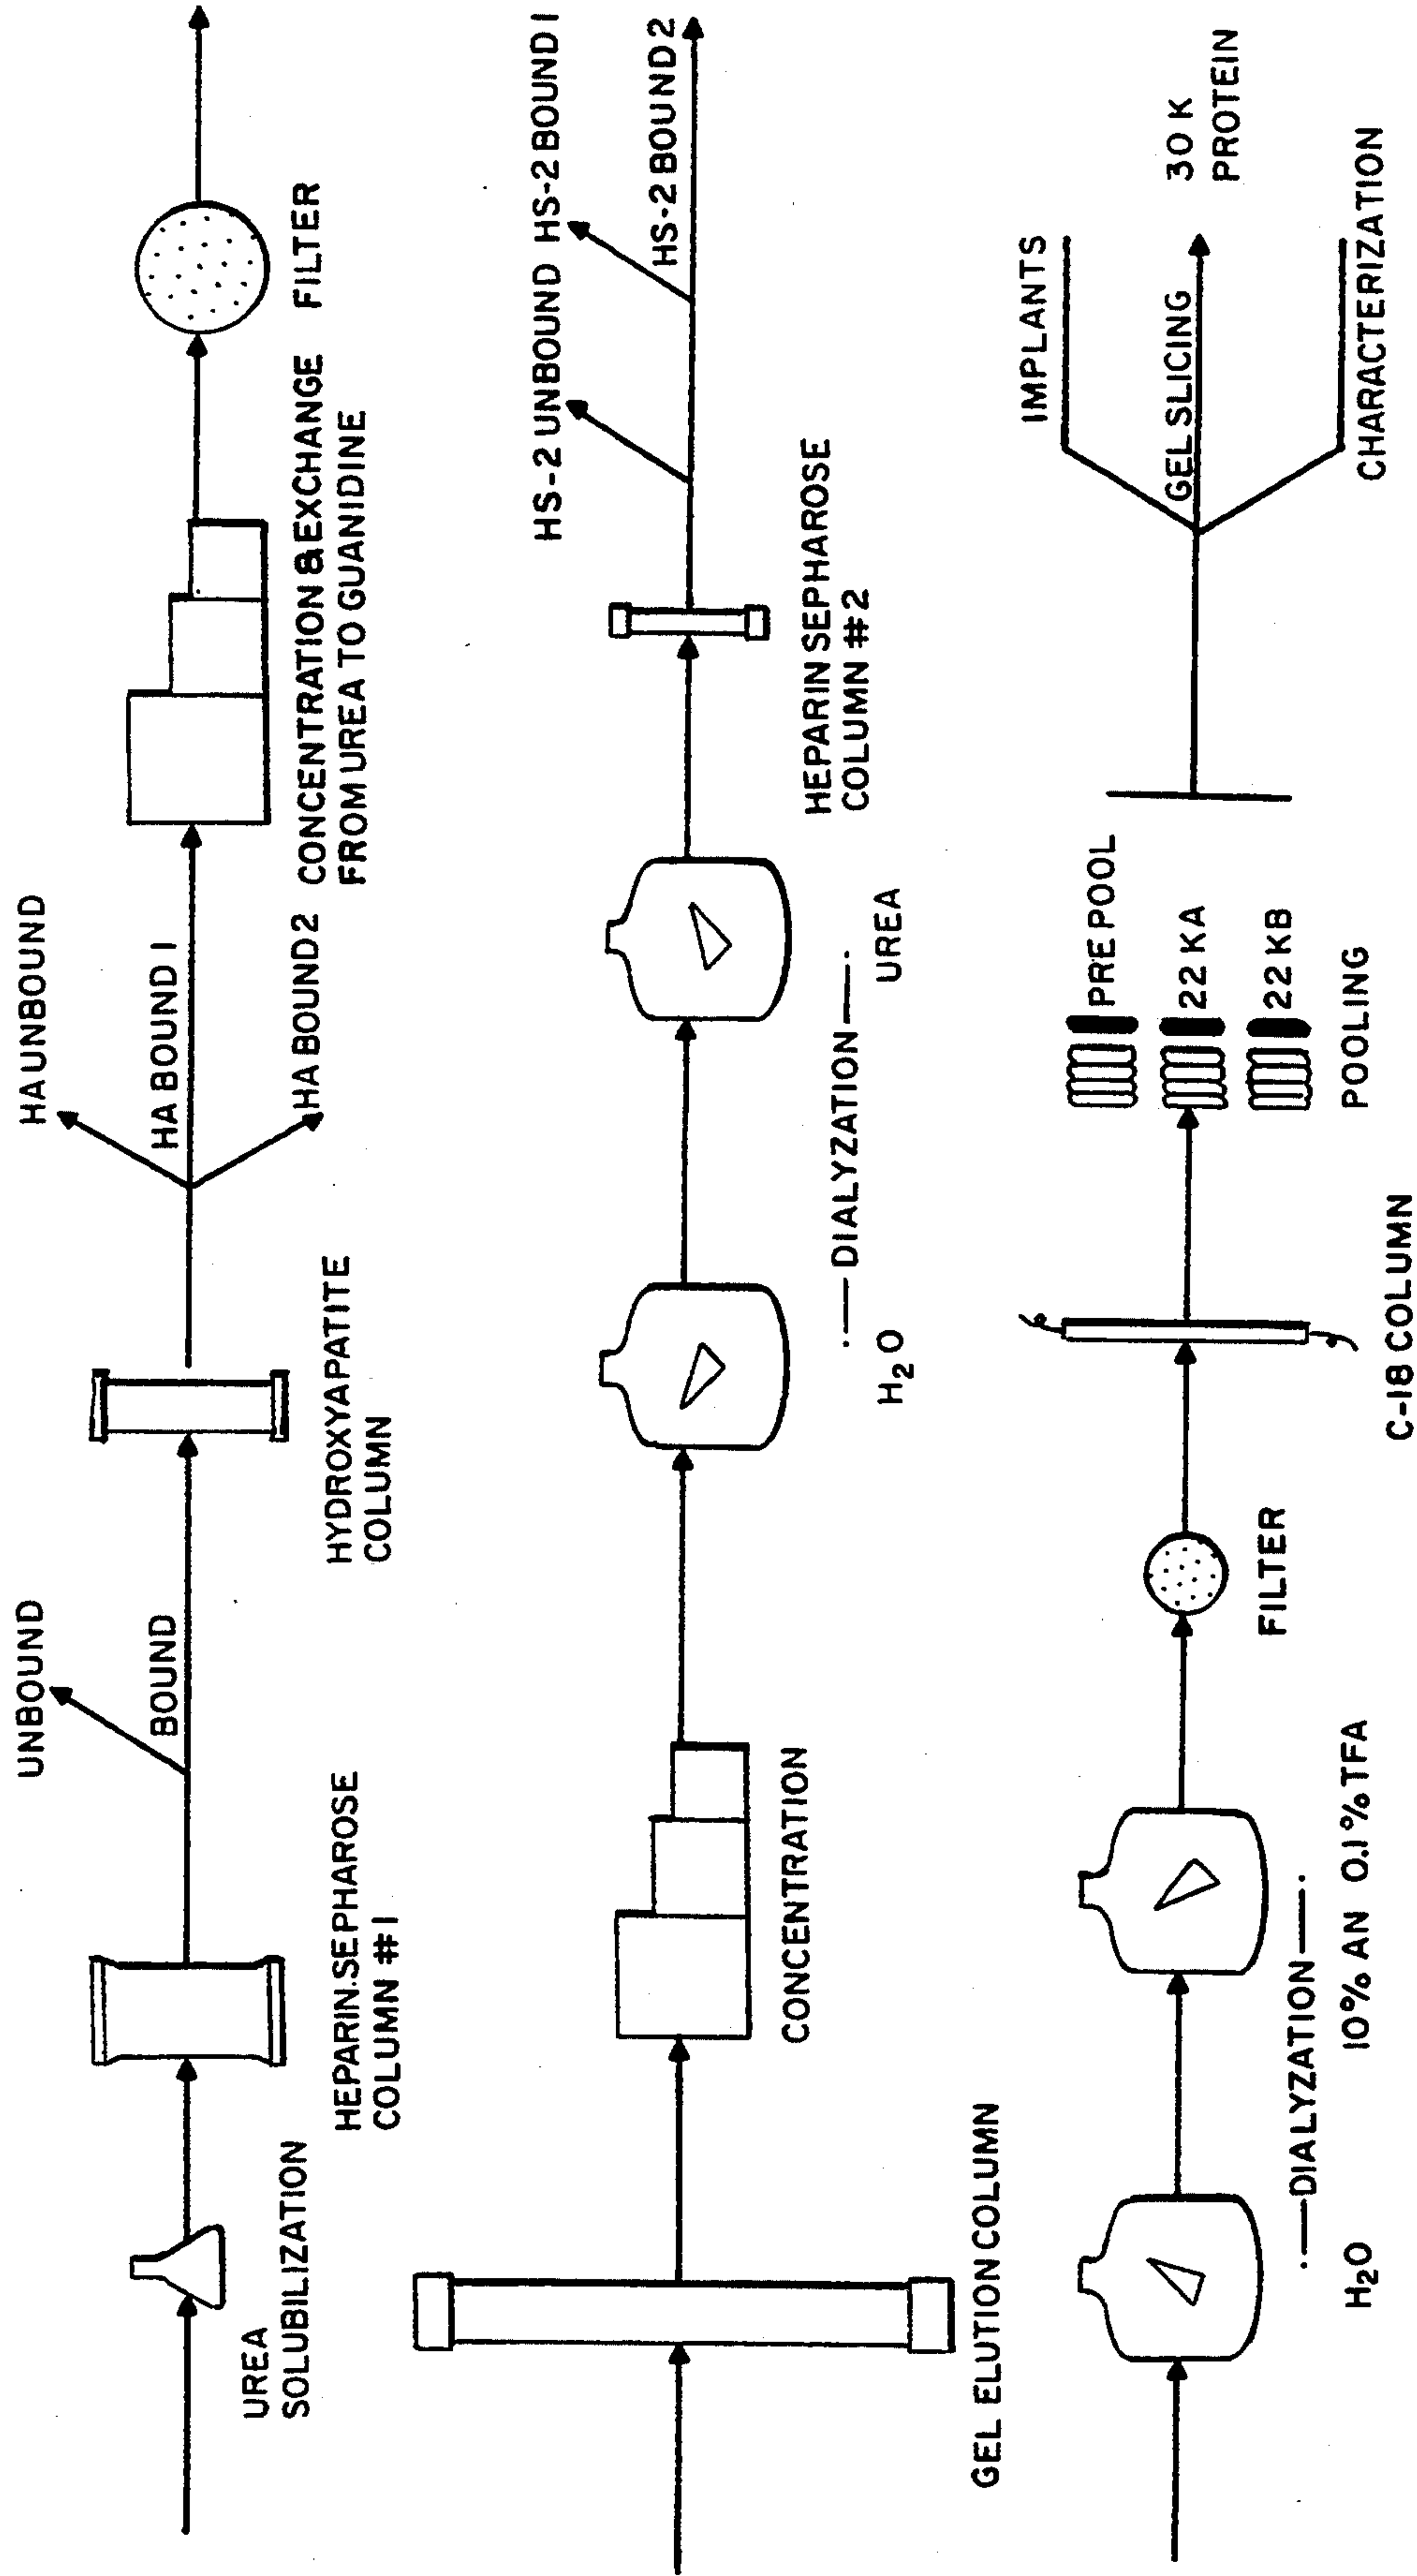 UREA
SOLUBILIZATION
HEPARIN-SEPHAROSE
COLUMN #1
UNBOUND
BOUND
HYDROXYAPATITE
COLUMN
HA UNBOUND
HA BOUND 1
HA BOUND 2
CONCENTRATION & EXCHANGE
FROM UREA TO GUANIDINE
FILTER
GEL ELUTION COLUMN
CONCENTRATION
H2O
DIALYZATION
UREA
HEPARIN SEPHAROSE
COLUMN #2
HS-2 UNBOUND
HS-2 BOUND 1
HS-2 BOUND 2
H2O
DIALYZATION
10% AN 0.1% TFA
FILTER
C-18 COLUMN
PRE POOL
22 KA
22 KB
POOLING
IMPLANTS
GEL SLICING
30 K
PROTEIN
CHARACTERIZATION